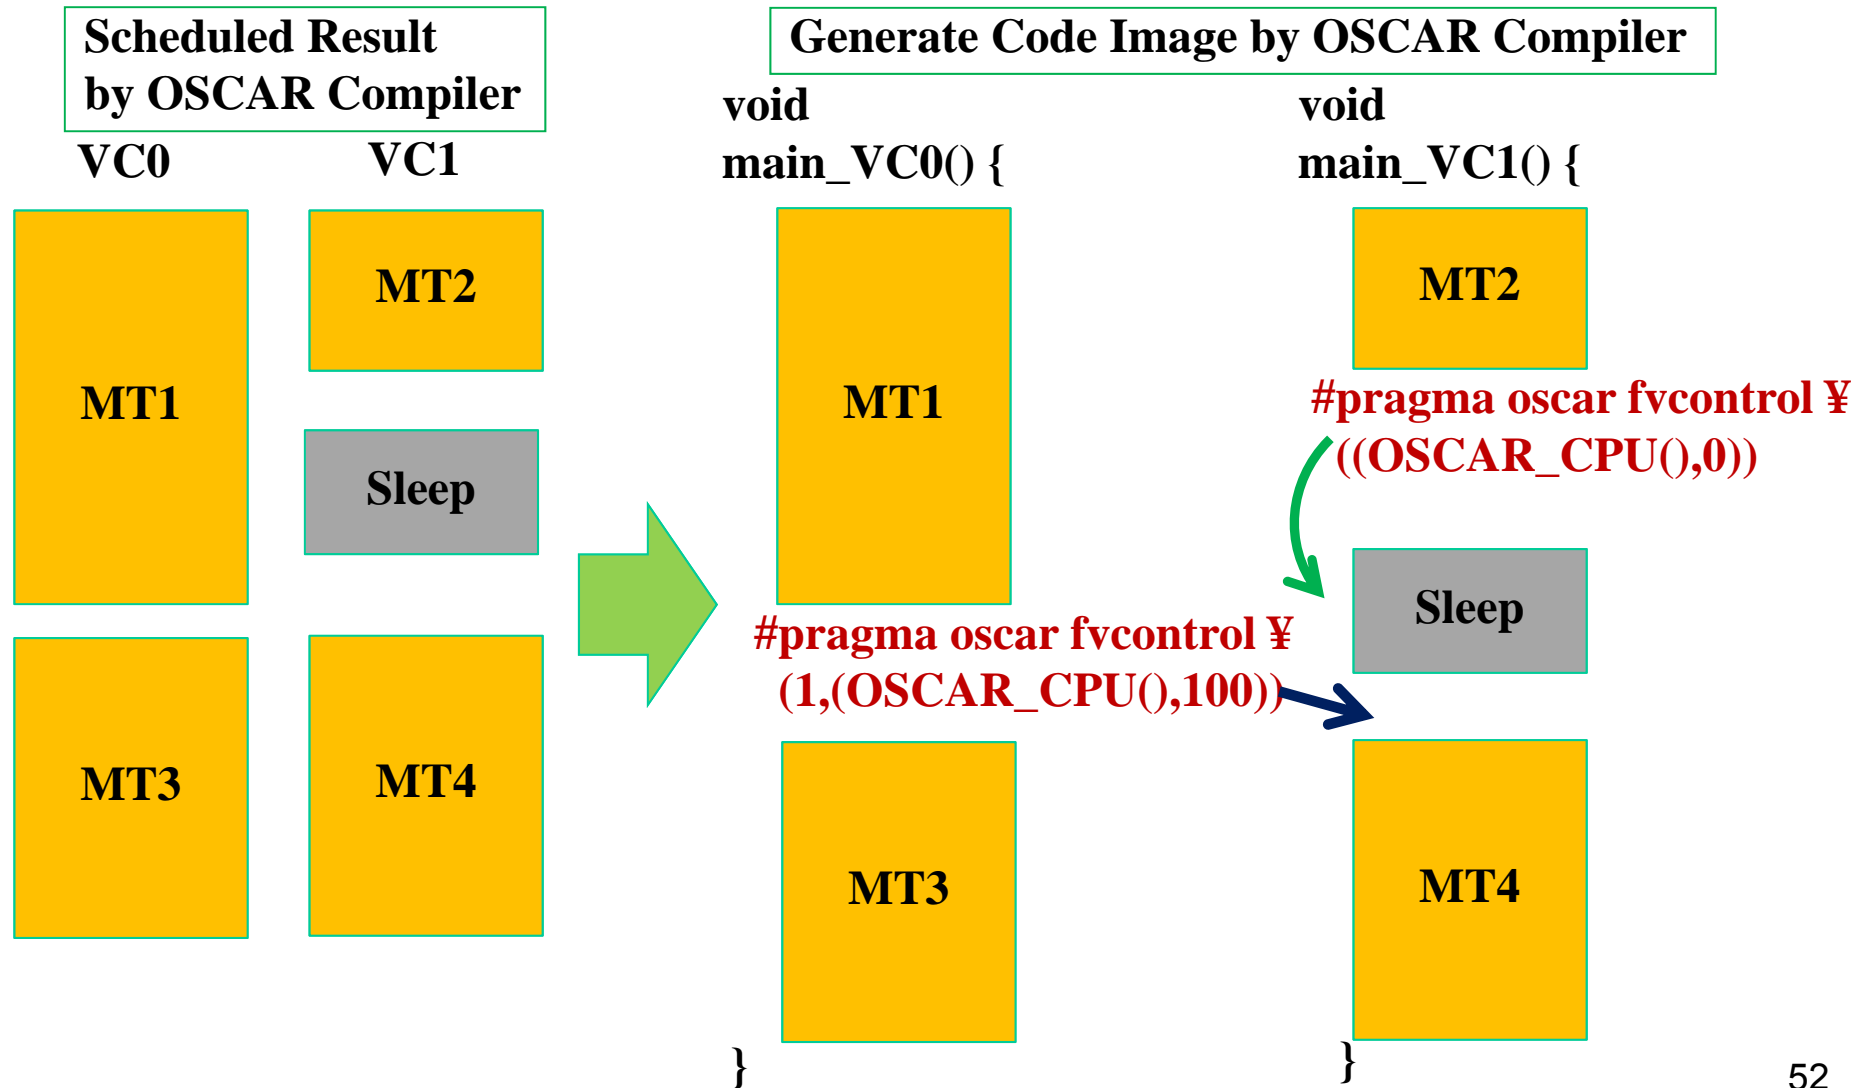 Scheduled Result
by OSCAR Compiler
VC0
VC1
MT1
MT2
Sleep
MT3
MT4
Generate Code Image by OSCAR Compiler
void
main_VC0() {
MT1
#pragma oscar fvcontrol ¥
(1,(OSCAR_CPU(),100))
MT3
}
void
main_VC1() {
MT2
#pragma oscar fvcontrol ¥
((OSCAR_CPU(),0))
Sleep
MT4
}
52